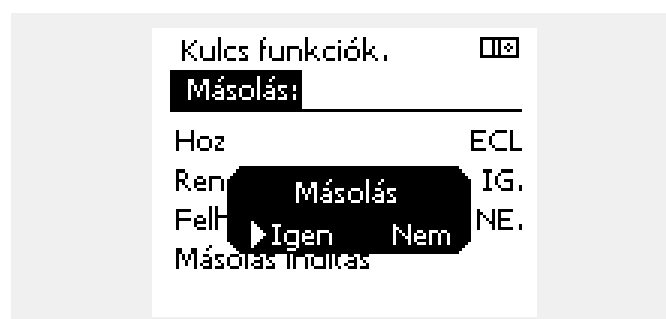 Kulcs funkciók.
Másolás:
Hoz ECL
IG.
Másolás
NE.
Igen Nem
Másolás indítás